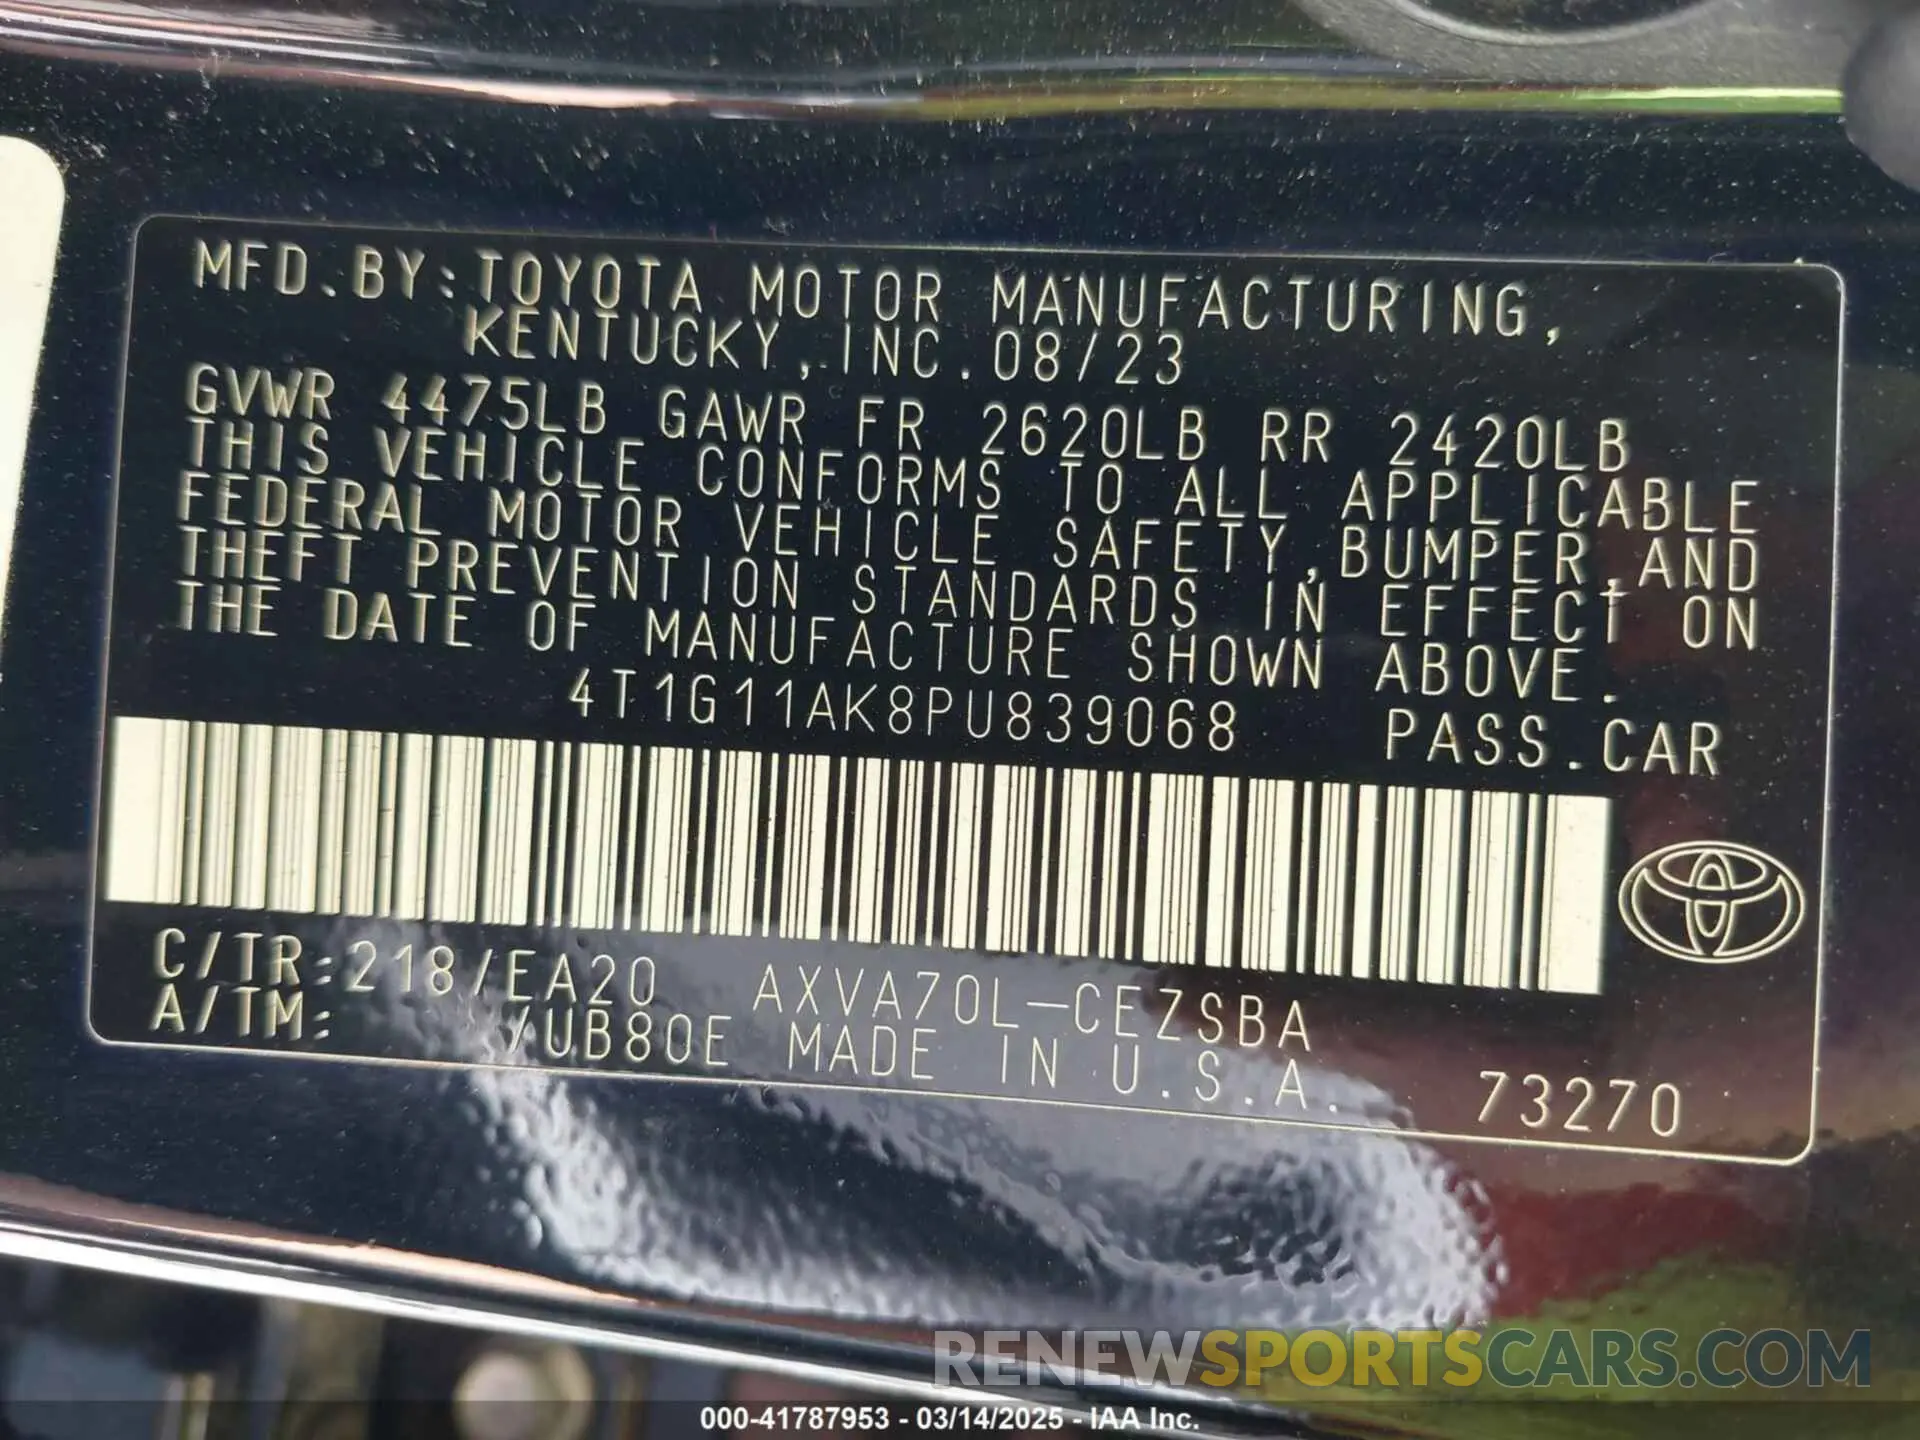 MFD.BY:TOYOTA MOTOR MANUFACTURING,
KENTUCKY,INC.08/23
GVWR 4475LB GAWR FR 2620LB RR 2420LB
THIS VEHICLE CONFORMS TO ALL APPLICABLE
FEDERAL MOTOR VEHICLE SAFETY,BUMPER,AND
THEFT PREVENTION STANDARDS IN EFFECT ON
THE DATE OF MANUFACTURE SHOWN ABOVE.
4T1G11AK8PU839068 PASS.CAR
C/TR:218/EA20 AXVA70L-CEZSBA
A/TM: /UB80E MADE IN U.S.A. 73270
RENEWSPORTSCARS.COM
000-41787953 - 03/14/2025 - IAA Inc.